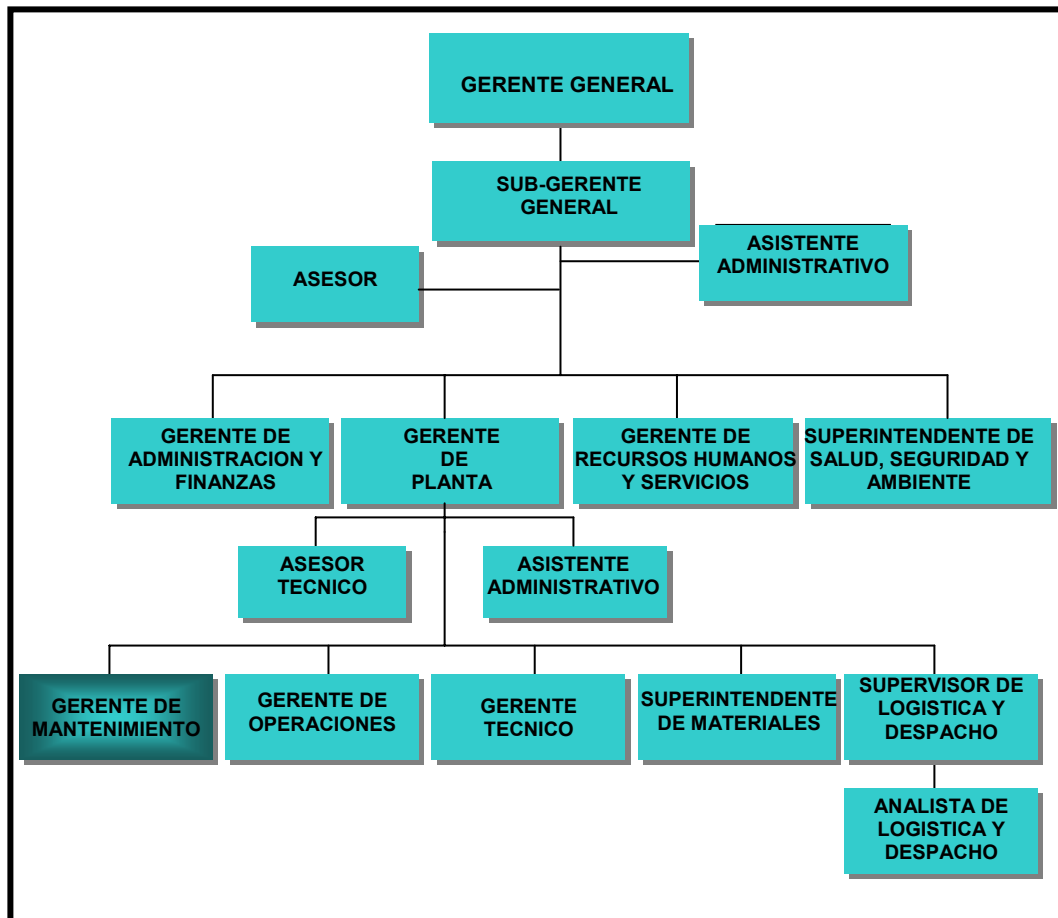 GERENTE GENERAL
SUB-GERENTE
GENERAL
ASISTENTE
ADMINISTRATIVO
ASESOR
GERENTE DE
ADMINISTRACION Y
FINANZAS
GERENTE
DE
PLANTA
GERENTE DE
RECURSOS HUMANOS
Y SERVICIOS
SUPERINTENDENTE DE
SALUD, SEGURIDAD Y
AMBIENTE
ASESOR
TECNICO
ASISTENTE
ADMINISTRATIVO
GERENTE DE
MANTENIMIENTO
GERENTE DE
OPERACIONES
GERENTE
TECNICO
SUPERINTENDENTE
DE MATERIALES
SUPERVISOR DE
LOGISTICA Y
DESPACHO
ANALISTA DE
LOGISTICA Y
DESPACHO